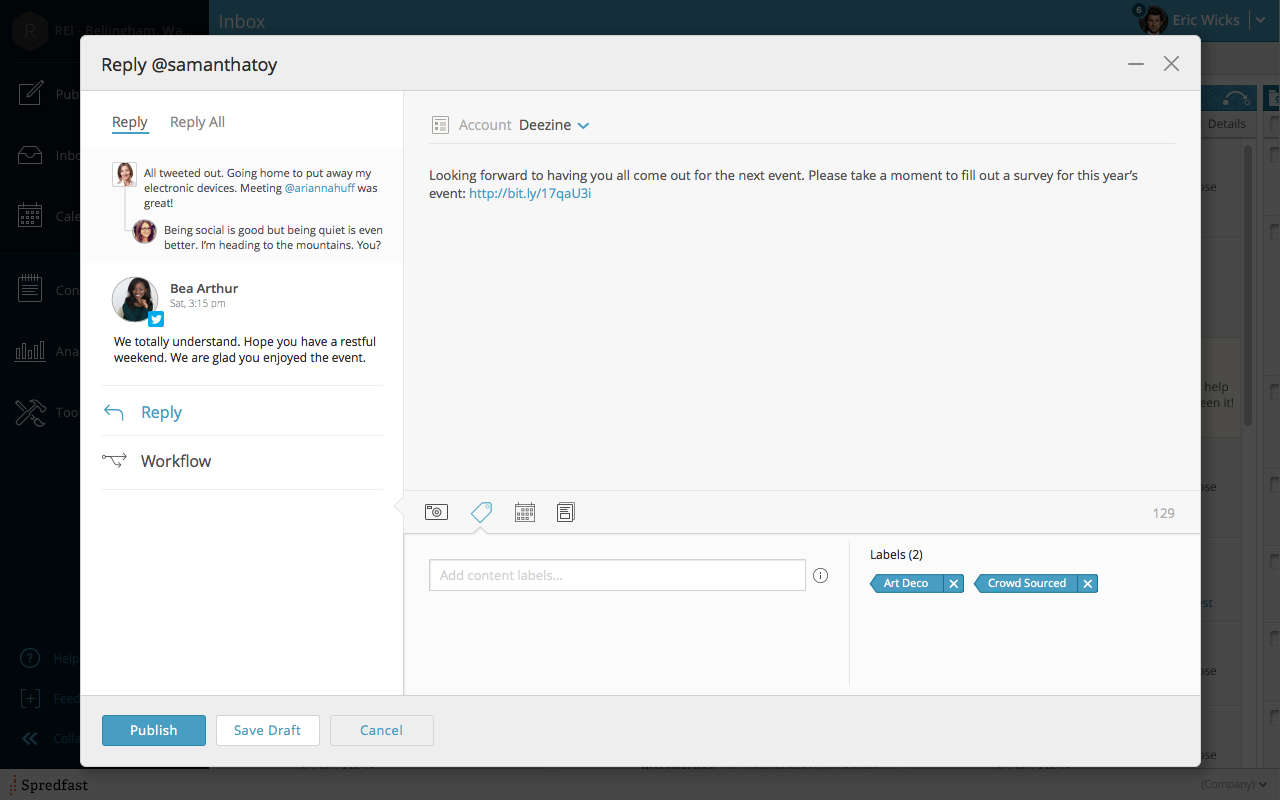 R REI - Bellingham, Wa...
Inbox
6
Eric Wicks
Reply @samanthatoy
Reply Reply All
All tweeted out. Going home to put away my
electronic devices. Meeting @ariannahuff was
great!
Being social is good but being quiet is even
better. I'm heading to the mountains. You?
Bea Arthur
Sat, 3:15 pm
We totally understand. Hope you have a restful
weekend. We are glad you enjoyed the event.
Reply
Workflow
Account Deezine
Looking forward to having you all come out for the next event. Please take a moment to fill out a survey for this year's
event: http://bit.ly/17qaU3i
129
Add content labels...
Labels (2)
Art Deco
Crowd Sourced
Publish
Save Draft
Cancel
Pub
Inbo
Cale
Con
Ana
Too
Help
Feed
Colla
Details
ose
help
een it!
ose
est
ose
ose
Spredfast
(Company)